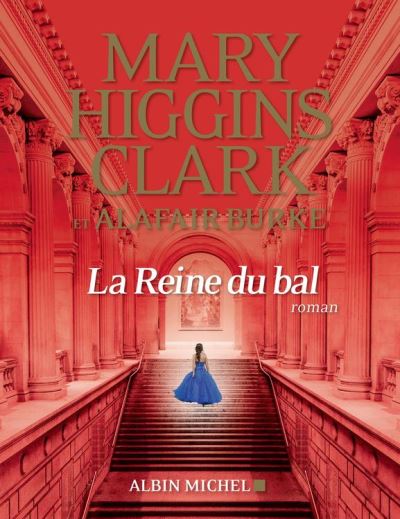 MARY
HIGGINS
CLARK
ET ALAFAIR BURKE
La Reine du bal
roman
ALBIN MICHEL